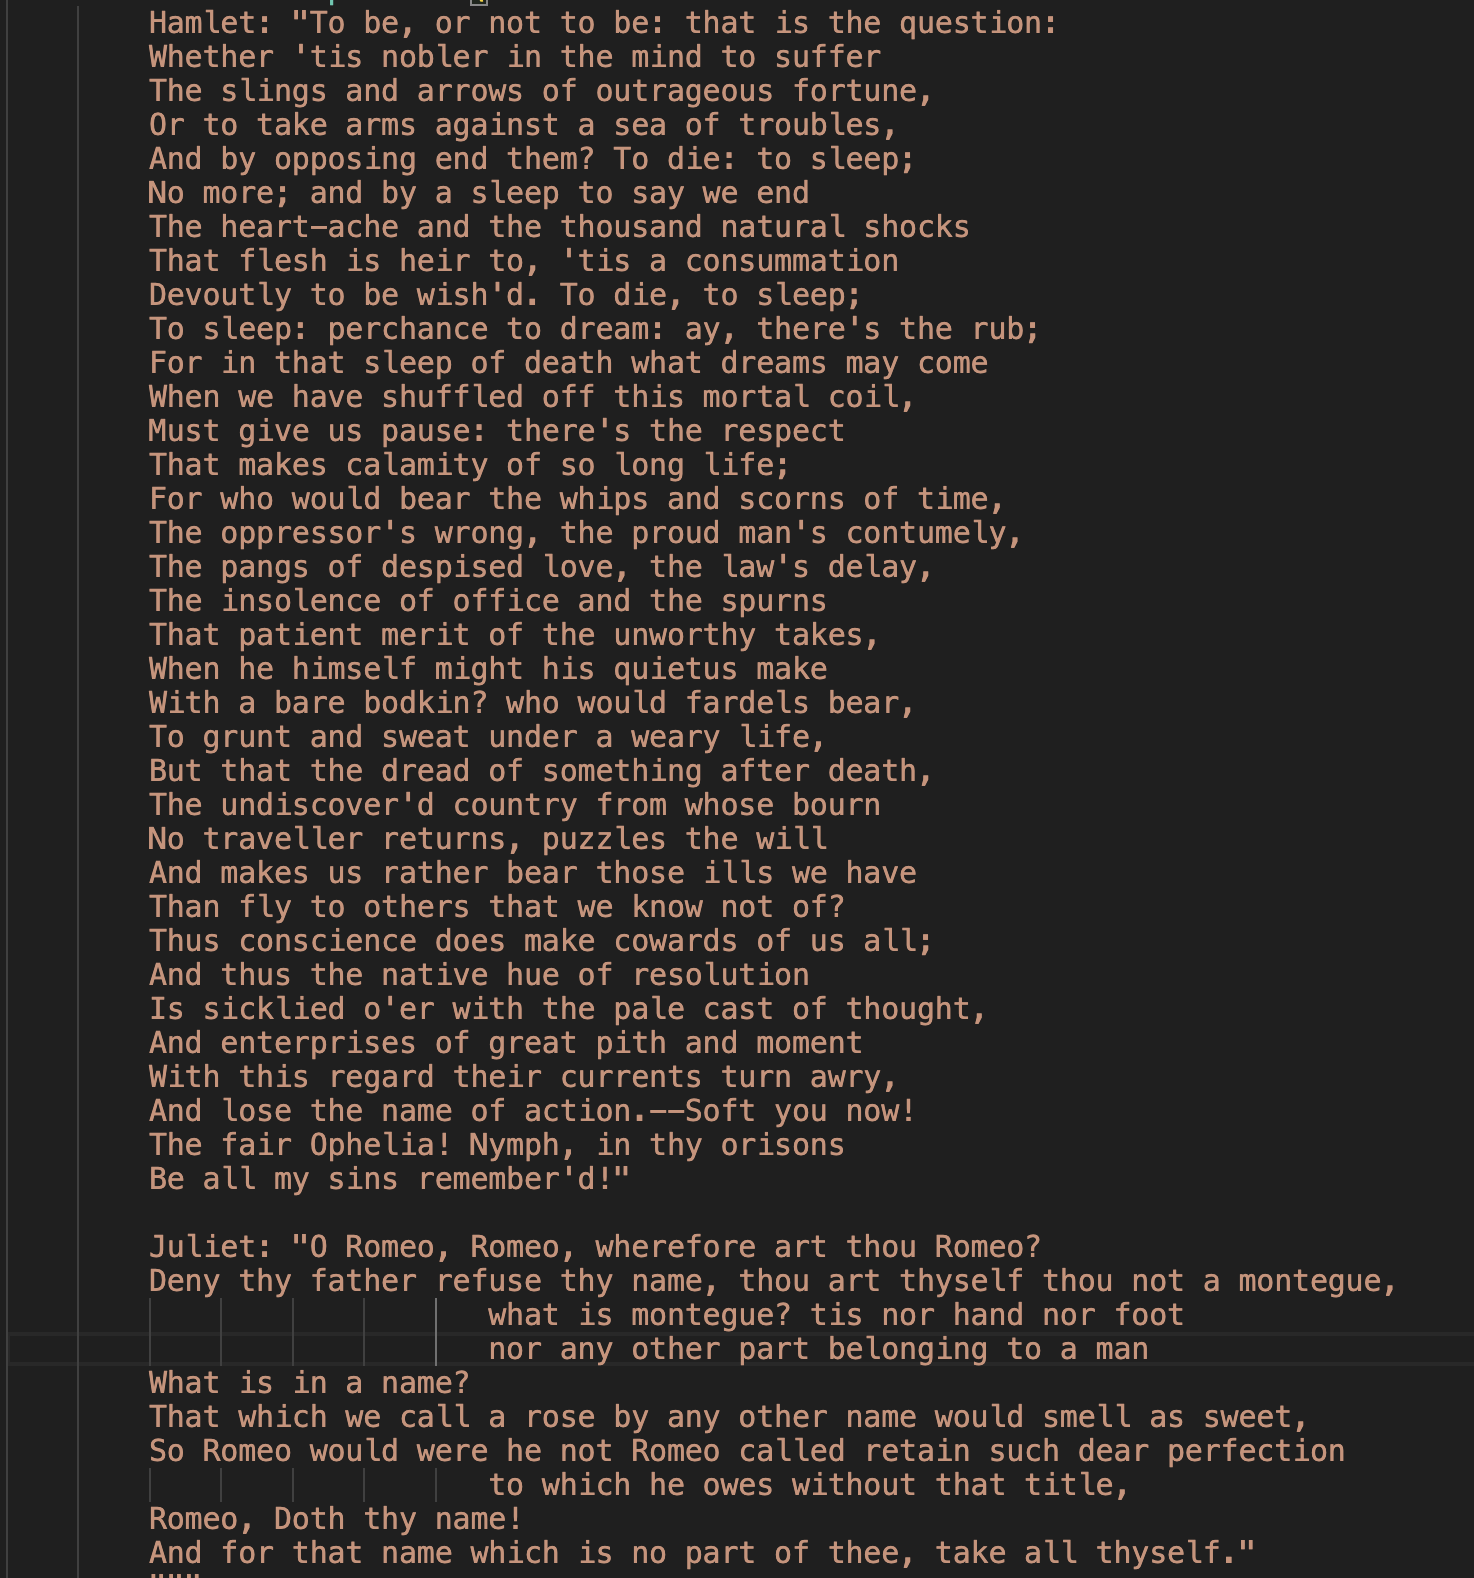 Hamlet: "To be, or not to be: that is the question:
Whether 'tis nobler in the mind to suffer
The slings and arrows of outrageous fortune,
Or to take arms against a sea of troubles,
And by opposing end them? To die: to sleep;
No more; and by a sleep to say we end
The heart-ache and the thousand natural shocks
That flesh is heir to, 'tis a consummation
Devoutly to be wish'd. To die, to sleep;
To sleep: perchance to dream: ay, there's the rub;
For in that sleep of death what dreams may come
When we have shuffled off this mortal coil,
Must give us pause: there's the respect
That makes calamity of so long life;
For who would bear the whips and scorns of time,
The oppressor's wrong, the proud man's contumely,
The pangs of despised love, the law's delay,
The insolence of office and the spurns
That patient merit of the unworthy takes,
When he himself might his quietus make
With a bare bodkin? who would fardels bear,
To grunt and sweat under a weary life,
But that the dread of something after death,
The undiscover'd country from whose bourn
No traveller returns, puzzles the will
And makes us rather bear those ills we have
Than fly to others that we know not of?
Thus conscience does make cowards of us all;
And thus the native hue of resolution
Is sicklied o'er with the pale cast of thought,
And enterprises of great pith and moment
With this regard their currents turn awry,
And lose the name of action.--Soft you now!
The fair Ophelia! Nymph, in thy orisons
Be all my sins remember'd!"

Juliet: "O Romeo, Romeo, wherefore art thou Romeo?
Deny thy father refuse thy name, thou art thyself thou not a montegue,
what is montegue? tis nor hand nor foot
nor any other part belonging to a man
What is in a name?
That which we call a rose by any other name would smell as sweet,
So Romeo would were he not Romeo called retain such dear perfection
to which he owes without that title,
Romeo, Doth thy name!
And for that name which is no part of thee, take all thyself."
"""